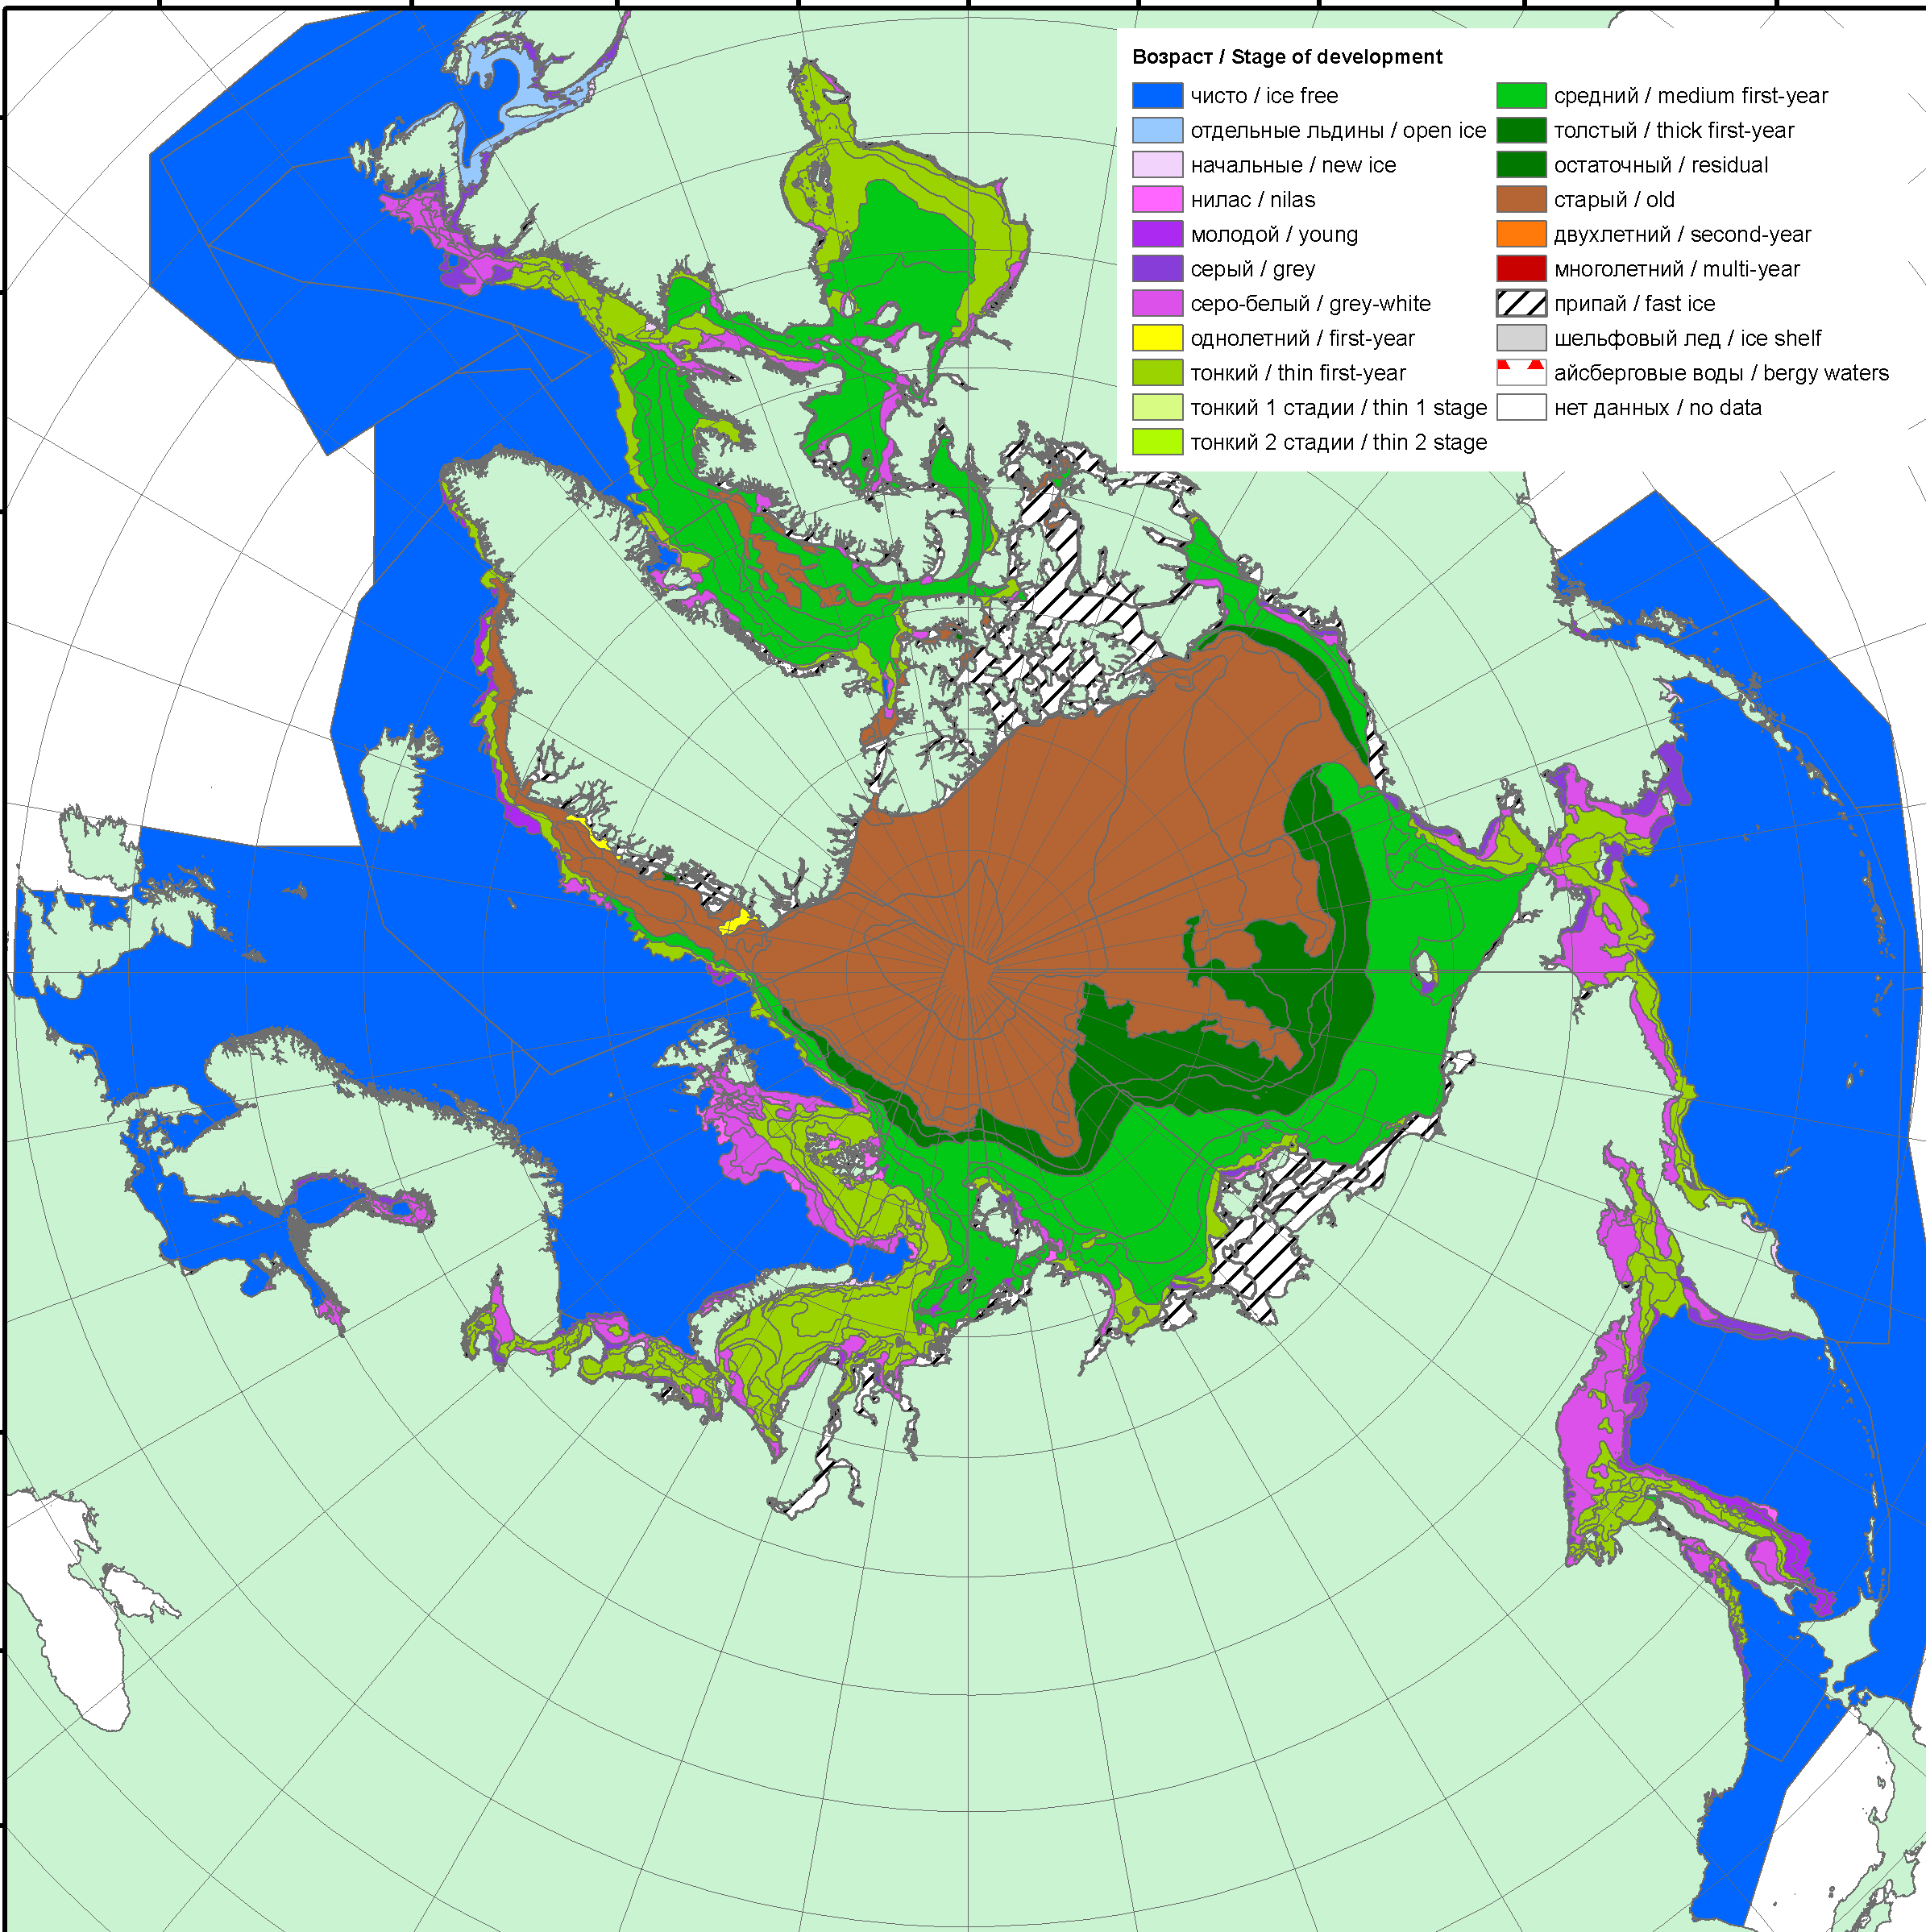 Возраст / Stage of development
чисто / ice free
отдельные льдины / open ice
начальные / new ice
нилас / nilas
молодой / young
серый / grey
серо-белый / grey-white
однолетний / first-year
тонкий / thin first-year
тонкий 1 стадии / thin 1 stage
тонкий 2 стадии / thin 2 stage
средний / medium first-year
толстый / thick first-year
остаточный / residual
старый / old
двухлетний / second-year
многолетний / multi-year
припай / fast ice
шельфовый лед / ice shelf
айсберговые воды / bergy waters
нет данных / no data